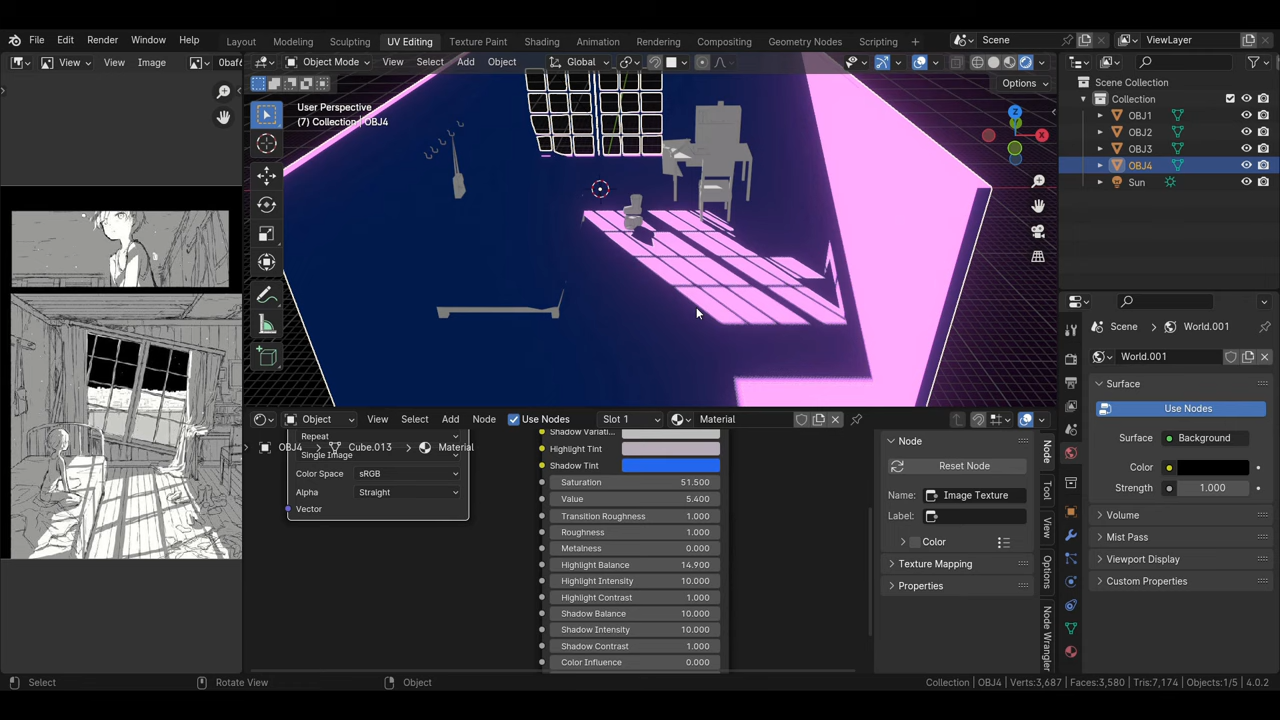 File Edit Render Window Help
Layout Modeling Sculpting UV Editing Texture Paint Shading Animation Rendering Compositing Geometry Nodes Scripting
Scene
ViewLayer
View View Image
Object Mode View Select Add Object Global
Options
User Perspective
(7) Collection | OBJ4
Z
X
Scene Collection
Collection
OBJ1
OBJ2
OBJ3
OBJ4
Sun
Scene World.001
World.001
Surface
Use Nodes
Surface Background
Color
Strength 1.000
Volume
Mist Pass
Viewport Display
Custom Properties
Object View Select Add Node Use Nodes Slot 1 Material
OBJ4 Cube.013 Material
Repeat
Single Image
Color Space sRGB
Alpha Straight
Vector
Highlight Tint
Shadow Tint
Saturation 51.500
Value 5.400
Transition Roughness 1.000
Roughness 1.000
Metalness 0.000
Highlight Balance 14.900
Highlight Intensity 10.000
Highlight Contrast 1.000
Shadow Balance 10.000
Shadow Intensity 10.000
Shadow Contrast 1.000
Color Influence 0.000
Node
Reset Node
Name: Image Texture
Label:
Color
Texture Mapping
Properties
Node
Tool
View
Options
Node Wrangler
Select Rotate View Object
Collection | OBJ4 | Verts:3,687 | Faces:3,580 | Tris:7,174 | Objects:1/5 | 4.0.2